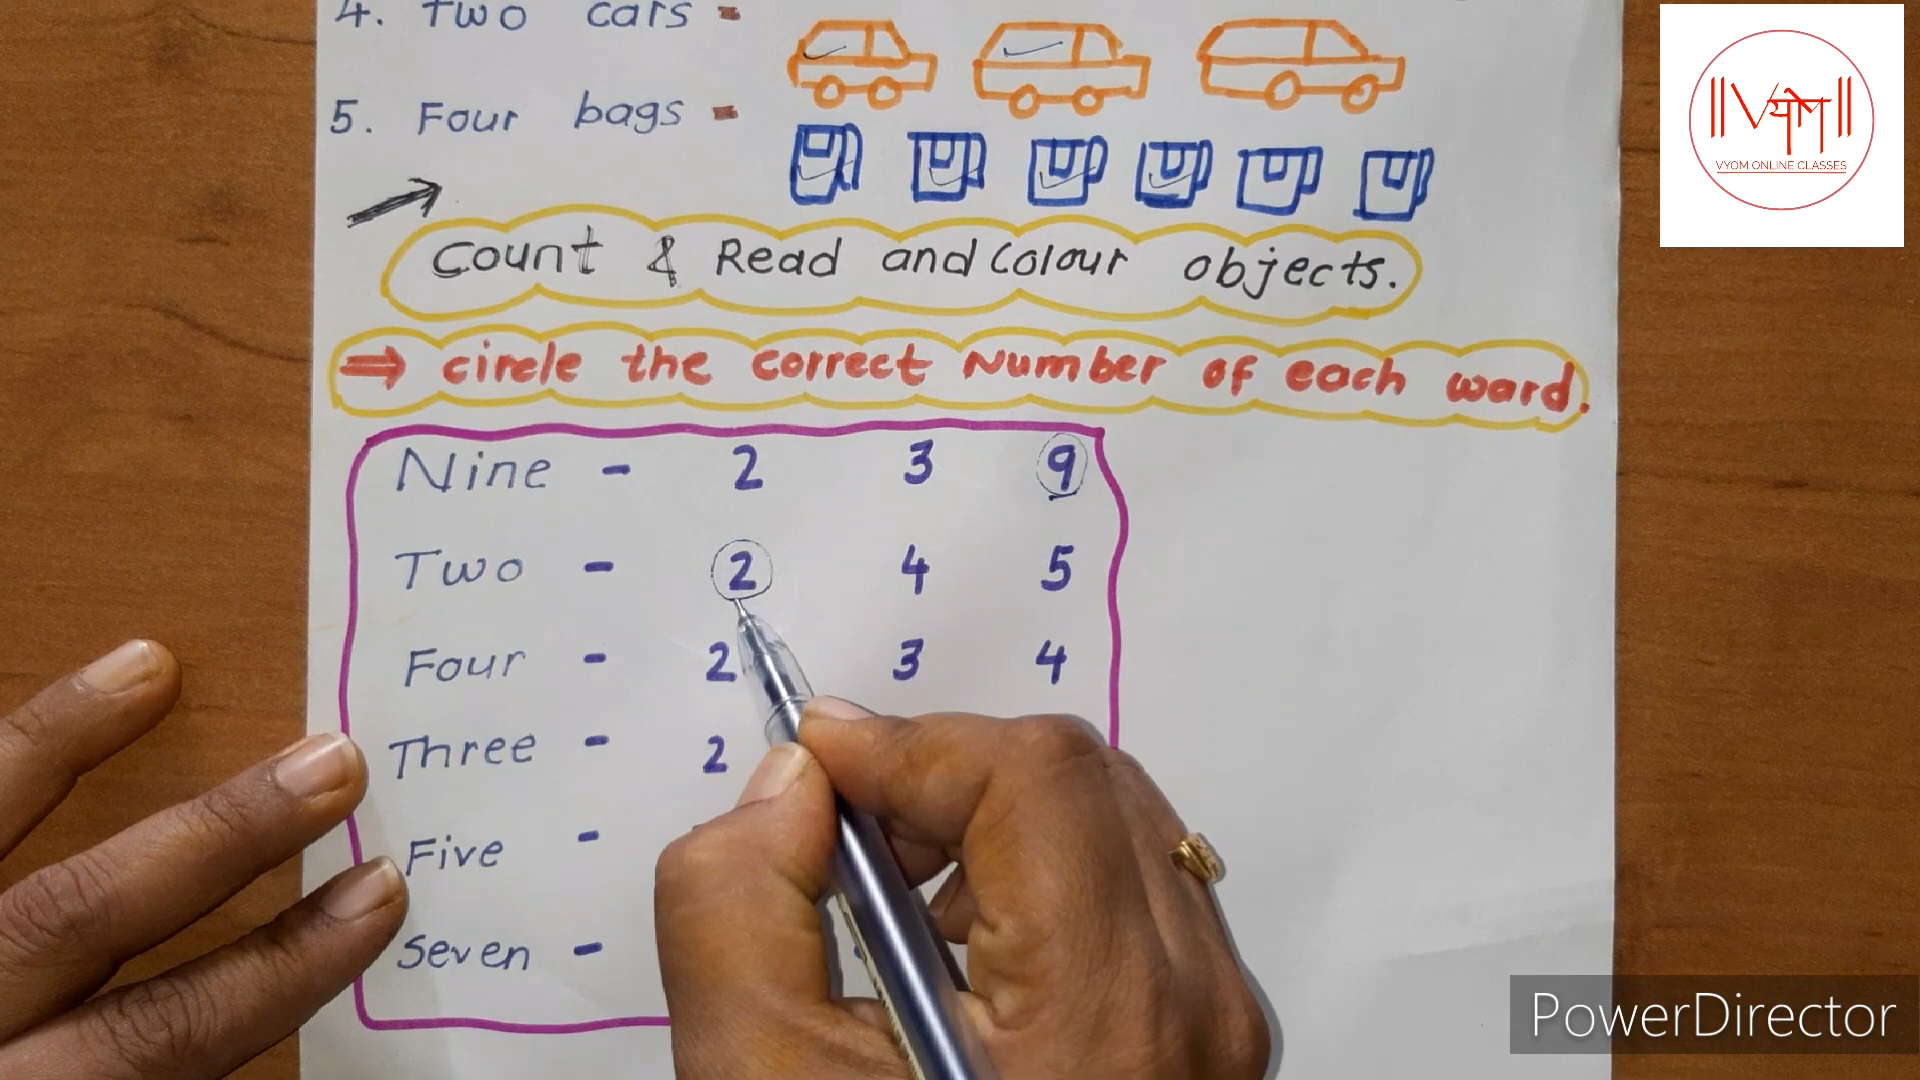 4. Two cars -
5. Four bags -
Count & Read and Colour objects.
⇒ circle the correct Number of each word.
Nine - 2 3 9
Two - 2 4 5
Four - 2 3 4
Three - 2
Five -
Seven -
||Vयोम||
VYOM ONLINE CLASSES
PowerDirector